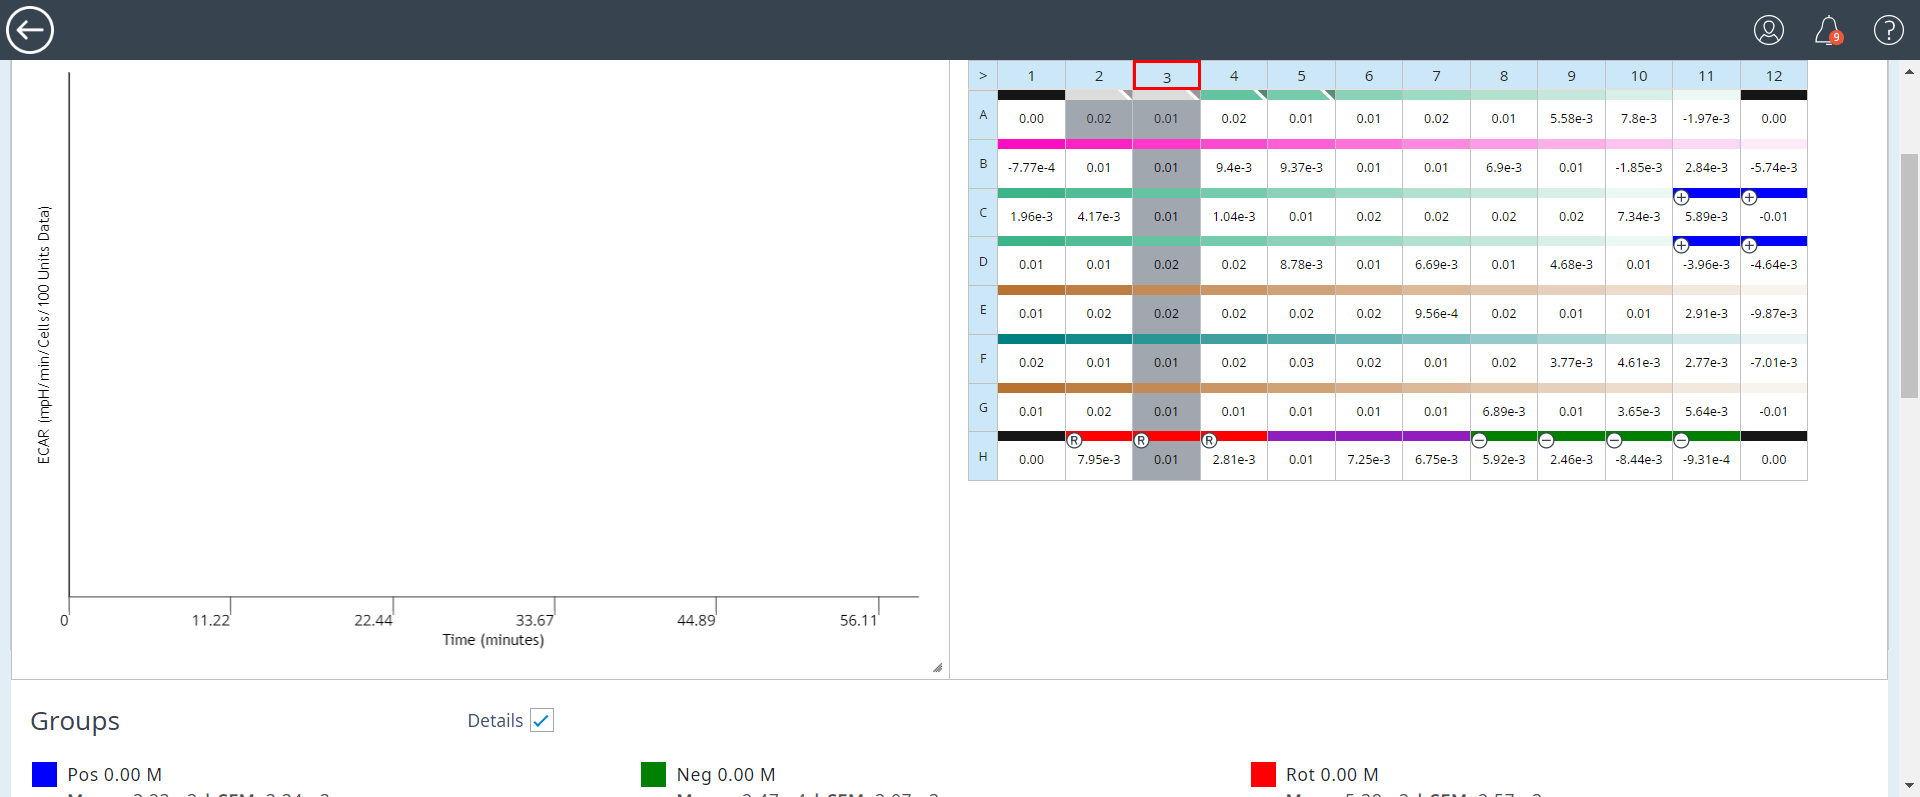 9
?
> 1 2 3 4 5 6 7 8 9 10 11 12
A 0.00 0.02 0.01 0.02 0.01 0.01 0.02 0.01 5.58e-3 7.8e-3 -1.97e-3 0.00
B -7.77e-4 0.01 0.01 9.4e-3 9.37e-3 0.01 0.01 6.9e-3 0.01 -1.85e-3 2.84e-3 -5.74e-3
C 1.96e-3 4.17e-3 0.01 1.04e-3 0.01 0.02 0.02 0.02 0.02 7.34e-3 5.89e-3 -0.01
D 0.01 0.01 0.02 0.02 8.78e-3 0.01 6.69e-3 0.01 4.68e-3 0.01 -3.96e-3 -4.64e-3
E 0.01 0.02 0.02 0.02 0.02 0.02 9.56e-4 0.02 0.01 0.01 2.91e-3 -9.87e-3
F 0.02 0.01 0.01 0.02 0.03 0.02 0.01 0.02 3.77e-3 4.61e-3 2.77e-3 -7.01e-3
G 0.01 0.02 0.01 0.01 0.01 0.01 0.01 6.89e-3 0.01 3.65e-3 5.64e-3 -0.01
R R R
H 0.00 7.95e-3 0.01 2.81e-3 0.01 7.25e-3 6.75e-3 5.92e-3 2.46e-3 -8.44e-3 -9.31e-4 0.00
ECAR (mpH/min/Cells/100 Units Data)
0 11.22 22.44 33.67 44.89 56.11
Time (minutes)
Groups
Details
Pos 0.00 M
Neg 0.00 M
Rot 0.00 M